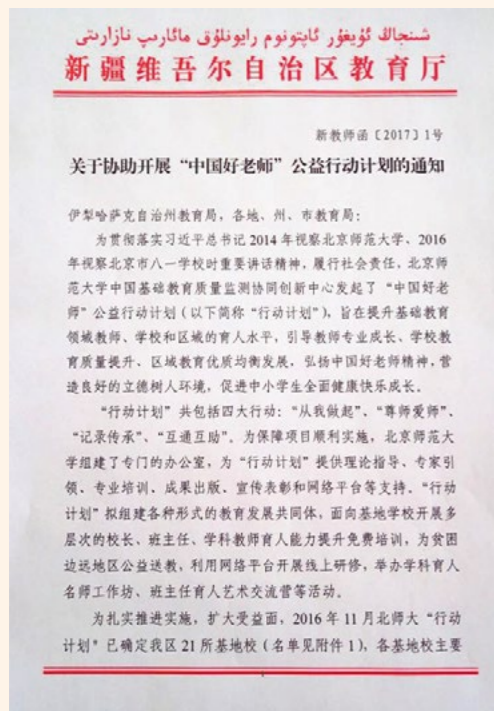 شىنجاڭ ئۇيغۇر ئاپتونوم رايونلۇق مائارىپ نازارىتى
新疆维吾尔自治区教育厅
新教师函〔2017〕1号
关于协助开展“中国好老师”公益行动计划的通知
伊犁哈萨克自治州教育局，各地、州、市教育局：
为贯彻落实习近平总书记2014年视察北京师范大学、2016
年视察北京市八一学校时重要讲话精神，履行社会责任，北京师
范大学中国基础教育质量监测协同创新中心发起了“中国好老
师”公益行动计划（以下简称“行动计划”），旨在提升基础教育
领域教师、学校和区域的育人水平，引导教师专业成长、学校教
育质量提升、区域教育优质均衡发展，弘扬中国好老师精神，营
造良好的立德树人环境，促进中小学生全面健康快乐成长。
“行动计划”共包括四大行动：“从我做起”、“尊师爱师”、
“记录传承”、“互通互助”。为保障项目顺利实施，北京师范大
学组建了专门的办公室，为“行动计划”提供理论指导、专家引
领、专业培训、成果出版、宣传表彰和网络平台等支持。“行动
计划”拟组建各种形式的教育发展共同体，面向基地学校开展多
层次的校长、班主任、学科教师育人能力提升免费培训，为贫困
边远地区公益送教，利用网络平台开展线上研修，举办学科育人
名师工作坊、班主任育人艺术交流营等活动。
为扎实推进实施，扩大受益面，2016年11月北师大“行动
计划”已确定我区21所基地校（名单见附件1），各基地校主要